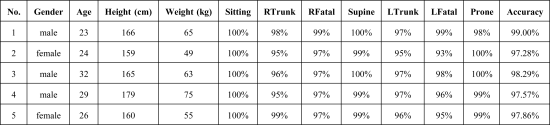 No. Gender Age Height (cm) Weight (kg) Sitting RTrunk RFatal Supine LTrunk LFatal Prone Accuracy
1 male 23 166 65 100% 98% 99% 100% 97% 99% 98% 99.00%
2 female 24 159 49 100% 95% 97% 99% 95% 93% 100% 97.28%
3 male 32 165 63 100% 96% 97% 100% 97% 98% 100% 98.29%
4 male 29 179 75 100% 95% 97% 99% 97% 96% 99% 97.57%
5 female 26 160 55 100% 99% 97% 99% 96% 95% 99% 97.86%